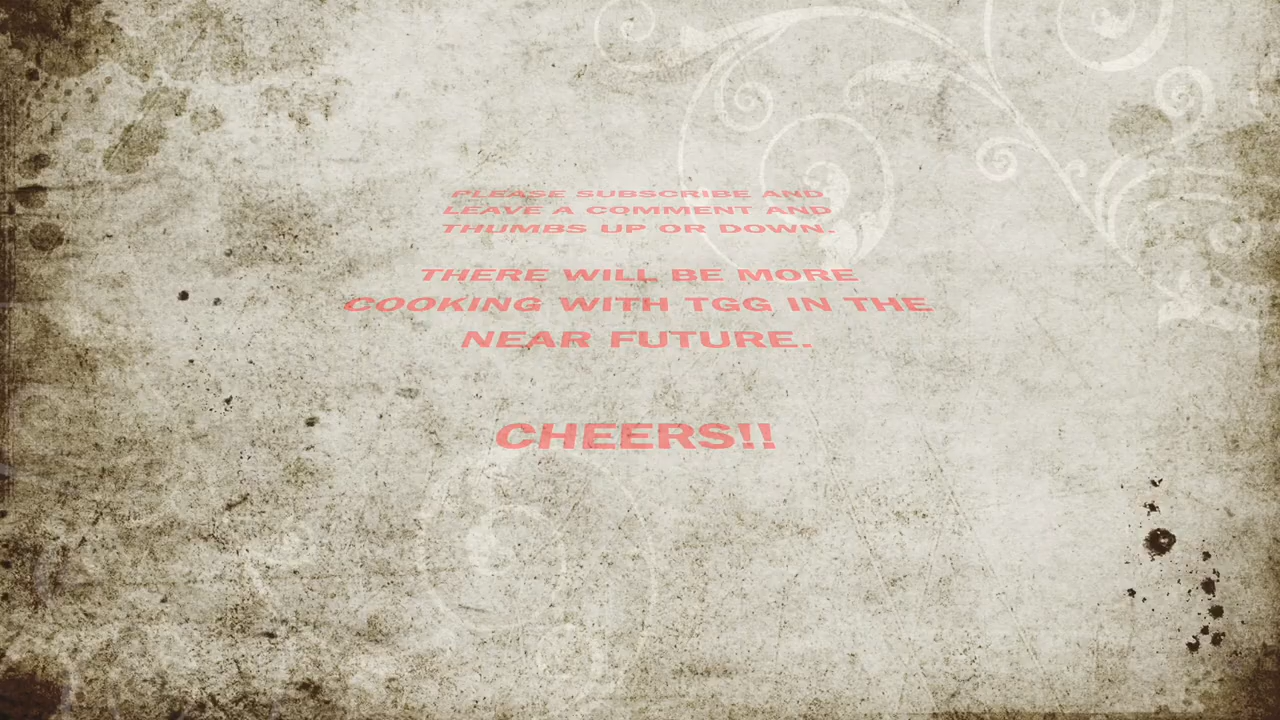 PLEASE SUBSCRIBE AND
LEAVE A COMMENT AND
THUMBS UP OR DOWN.
THERE WILL BE MORE
COOKING WITH TGG IN THE
NEAR FUTURE.
CHEERS!!